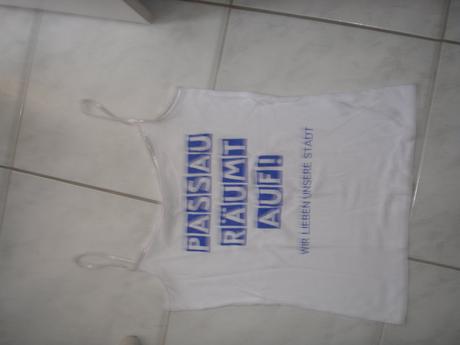 PASSAU
RÄUMT
AUF!
WIR LIEBEN UNSERE STADT